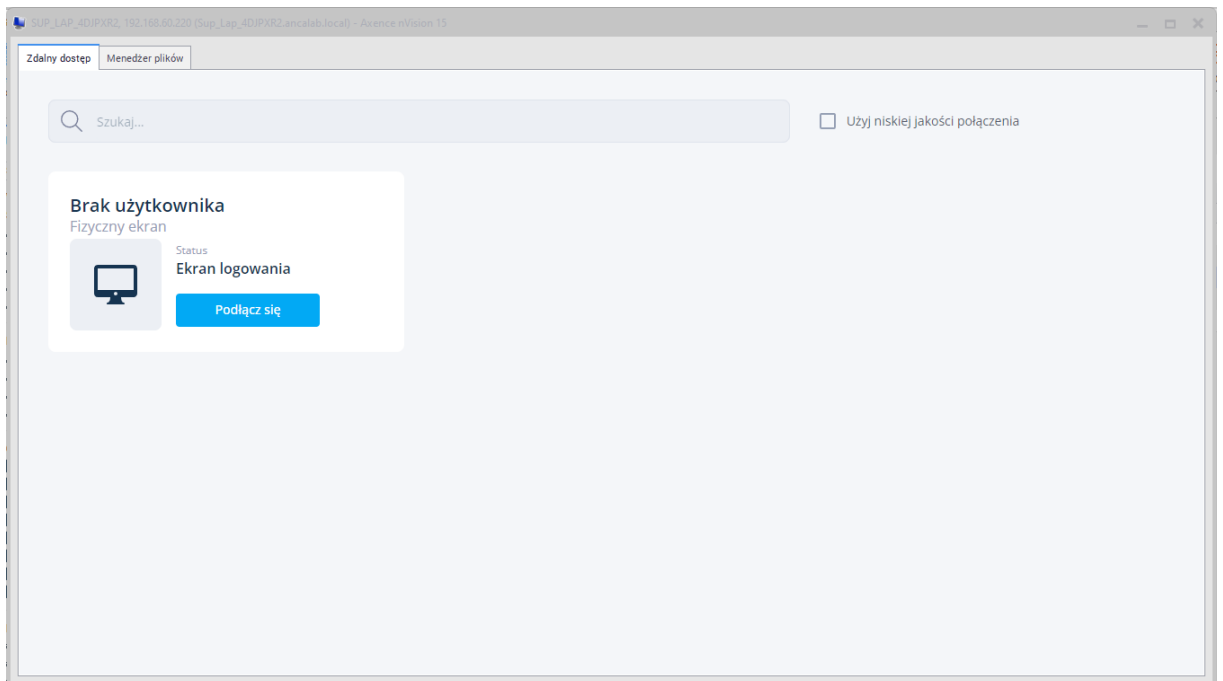 SUP_LAP_4DJPXR2, 192.168.80.220 (Sup_Lap_4DJPXR2.ancalab.local) - Axence nVision 15
Zdalny dostęp
Menedżer plików
Szukaj...
Użyj niskiej jakości połączenia
Brak użytkownika
Fizyczny ekran
Status
Ekran logowania
Podłącz się